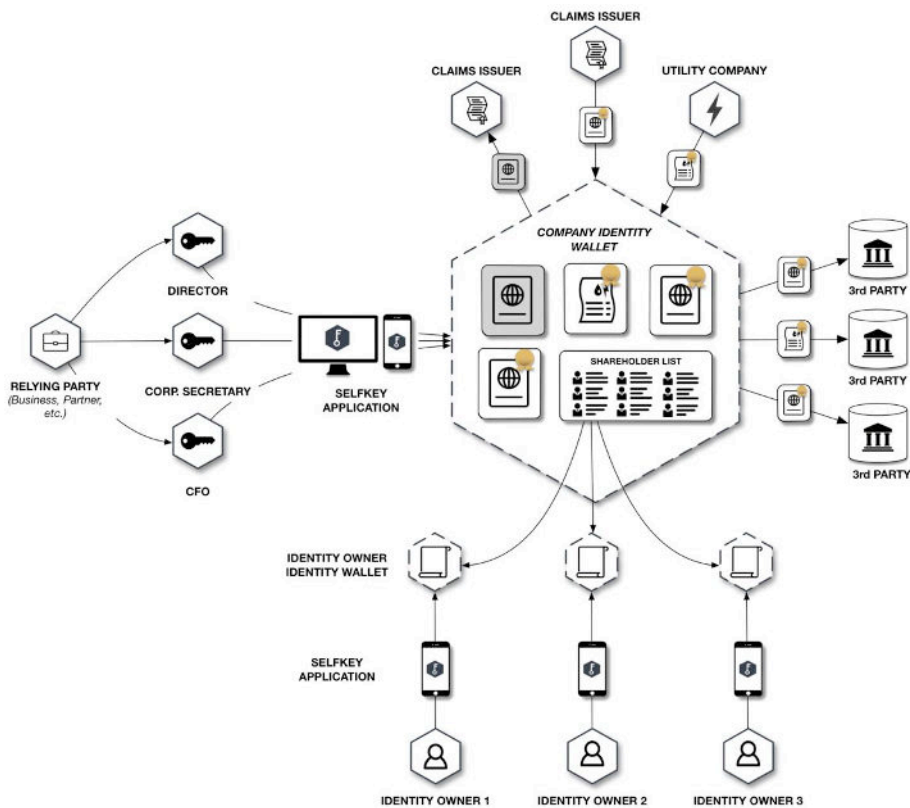 CLAIMS ISSUER
CLAIMS ISSUER
UTILITY COMPANY
COMPANY IDENTITY
WALLET
DIRECTOR
3rd PARTY
SHAREHOLDER LIST
RELYING PARTY
(Business, Partner,
etc.)
CORP. SECRETARY
SELFKEY
APPLICATION
3rd PARTY
CFO
3rd PARTY
IDENTITY OWNER
IDENTITY WALLET
SELFKEY
APPLICATION
IDENTITY OWNER 1
IDENTITY OWNER 2
IDENTITY OWNER 3